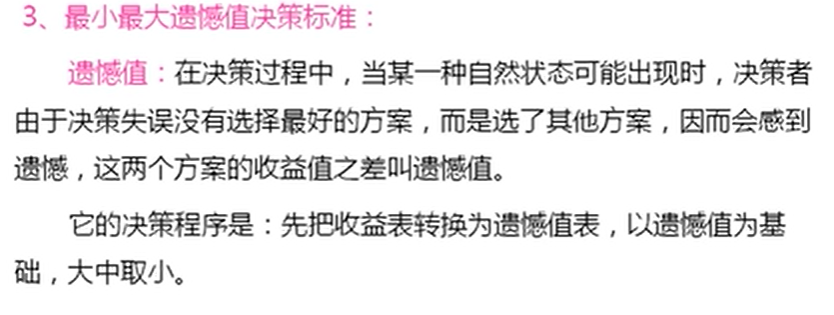 3、最小最大遗憾值决策标准：
遗憾值：在决策过程中，当某一种自然状态可能出现时，决策者
由于决策失误没有选择最好的方案，而是选了其他方案，因而会感到
遗憾，这两个方案的收益值之差叫遗憾值。
它的决策程序是：先把收益表转换为遗憾值表，以遗憾值为基
础，大中取小。